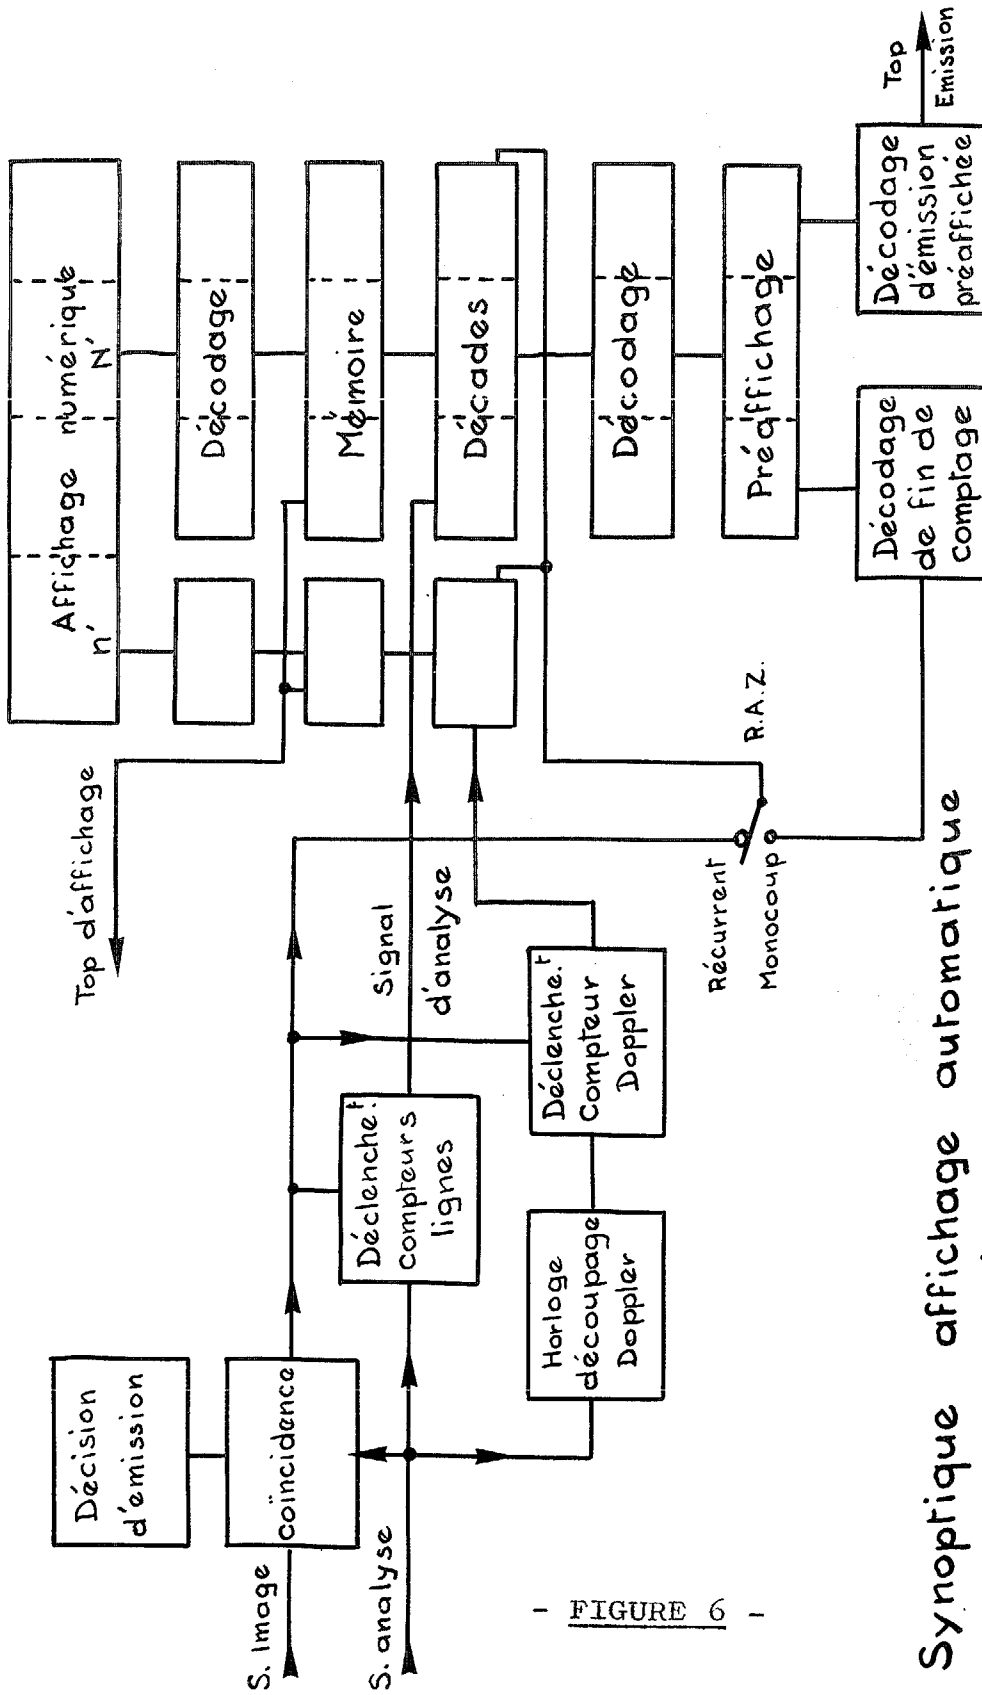 Affichage numérique
n'
N'
Décodage
Mémoire
Décades
Décodage
Préaffichage
Décodage
de fin de
comptage
Décodage
d'émission
préaffichée
Top
Emission
Top d'affichage
Signal
d'analyse
R.A.Z.
Récurrent
Monocoup
Décision
d'émission
coïncidence
S. Image
S. analyse
Déclenche.t
compteurs
lignes
Déclenche.t
Compteur
Doppler
Horloge
découpage
Doppler
Synoptique affichage automatique
- FIGURE 6 -